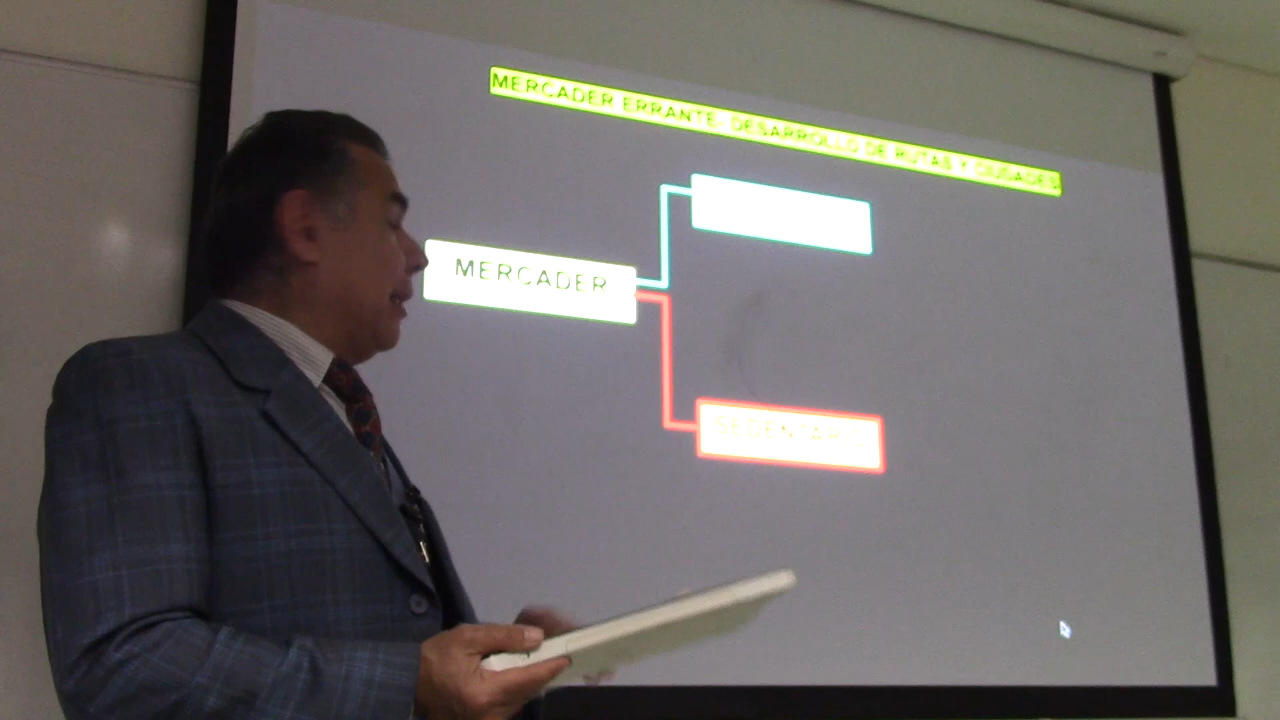 MERCADER ERRANTE- DESARROLLO DE RUTAS Y CIUDADES
MERCADER
SEDENTARIO